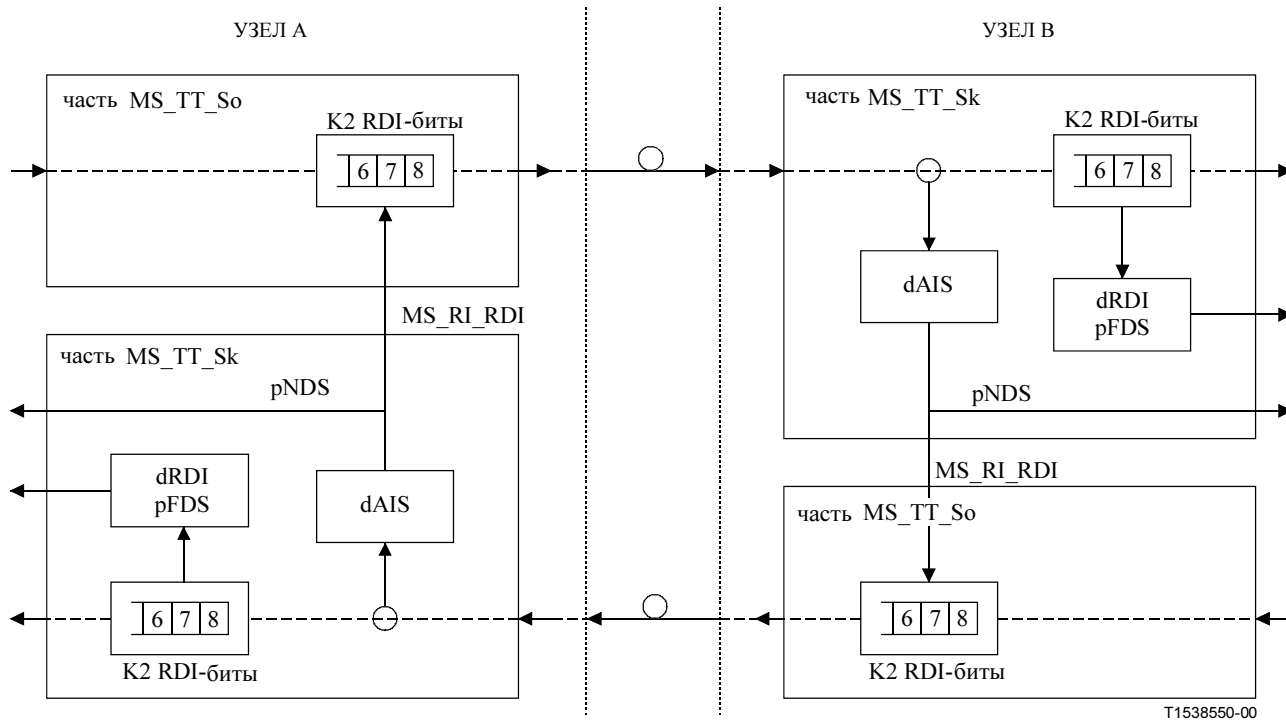 УЗЕЛ A
УЗЕЛ B
часть MS_TT_So
K2 RDI-биты
6 7 8
часть MS_TT_Sk
K2 RDI-биты
6 7 8
dAIS
dRDI
pFDS
MS_RI_RDI
часть MS_TT_Sk
pNDS
pNDS
dRDI
pFDS
dAIS
MS_RI_RDI
часть MS_TT_So
6 7 8
K2 RDI-биты
6 7 8
K2 RDI-биты
T1538550-00